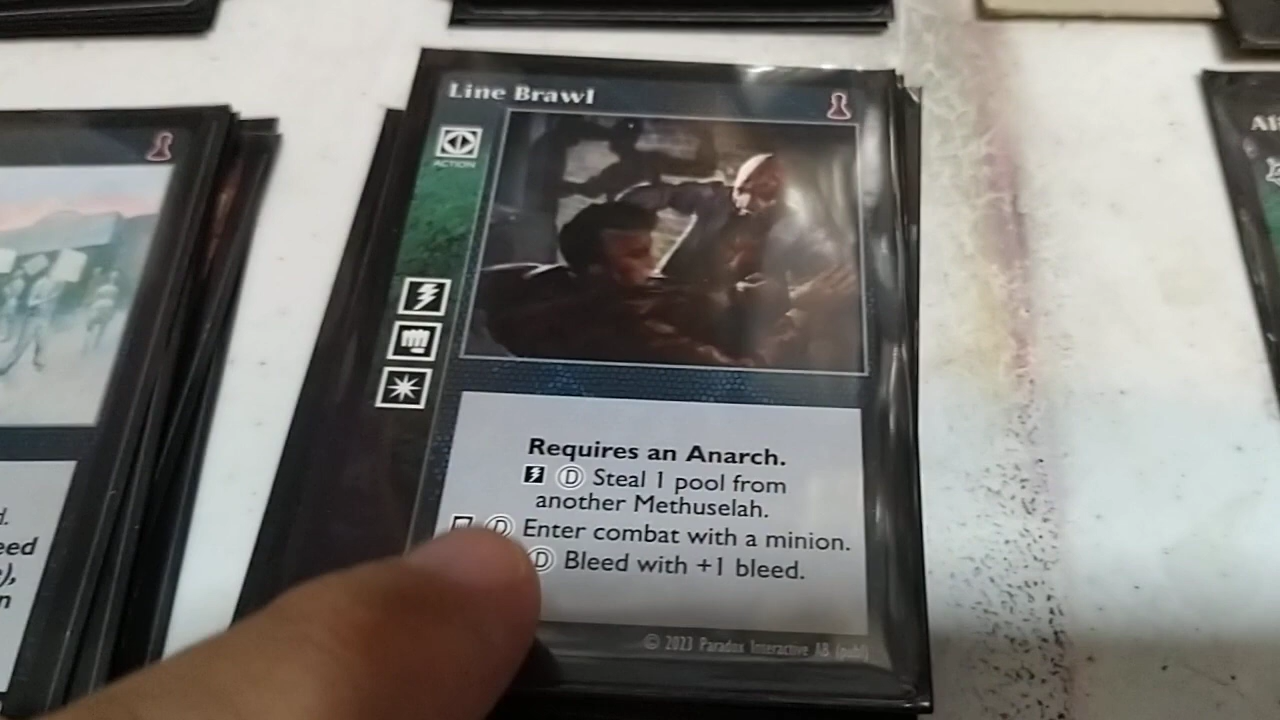 Line Brawl
ACTION
Requires an Anarch.
D Steal 1 pool from
another Methuselah.
D Enter combat with a minion.
D Bleed with +1 bleed.
© 2023 Paradox Interactive AB (publ)